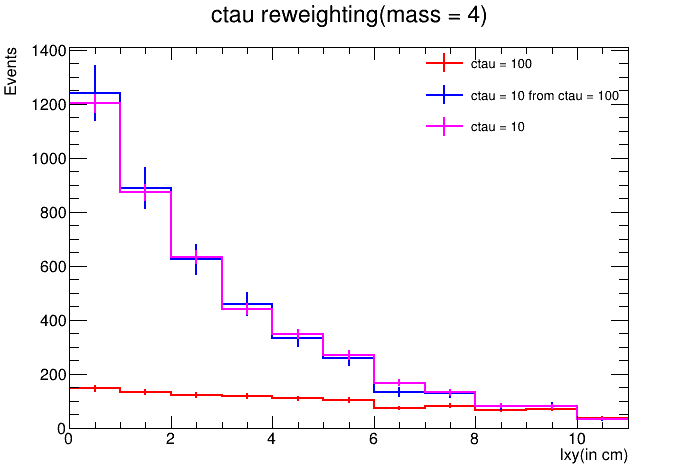 ctau reweighting(mass = 4)
Events
1400
1200
1000
800
600
400
200
0
0 2 4 6 8 10
lxy(in cm)
ctau = 100
ctau = 10 from ctau = 100
ctau = 10